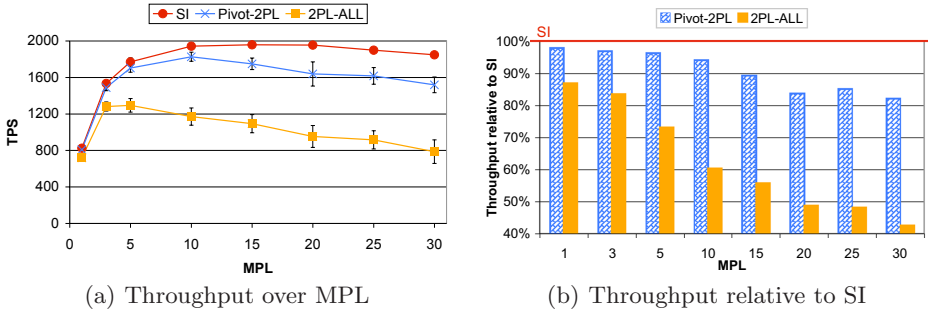 SI Pivot-2PL 2PL-ALL
2000
1600
1200
800
400
0
TPS
0 5 10 15 20 25 30
MPL
(a) Throughput over MPL
Pivot-2PL 2PL-ALL
SI
100%
90%
80%
70%
60%
50%
40%
Throughput relative to SI
1 3 5 10 15 20 25 30
MPL
(b) Throughput relative to SI